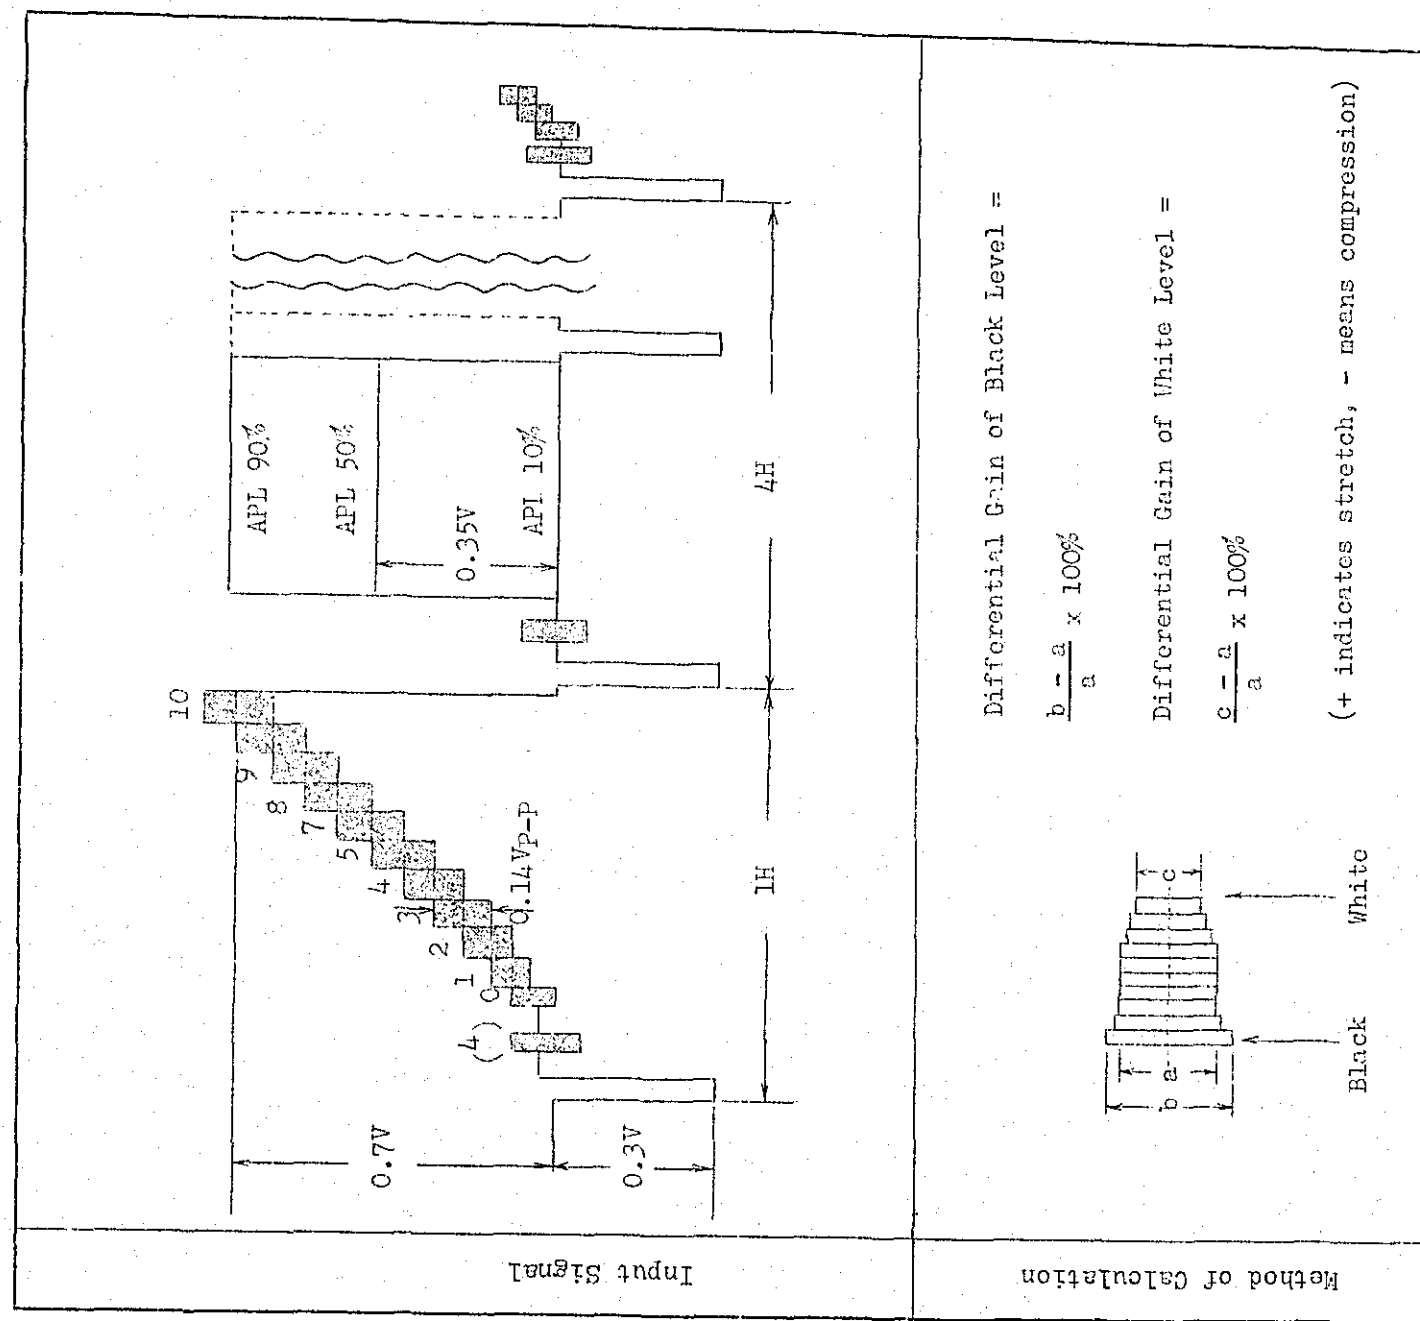 Input Signal
0.7V
0.3V
(4)
0
1
2
3
4
5
7
8
9
10
0.14VP-P
1H
APL 90%
APL 50%
0.35V
APL 10%
4H
Method of Calculation
b
a
c
Black
White
Differential Gain of Black Level =
b - a
a
x 100%
Differential Gain of White Level =
c - a
a
x 100%
(+ indicates stretch, - means compression)